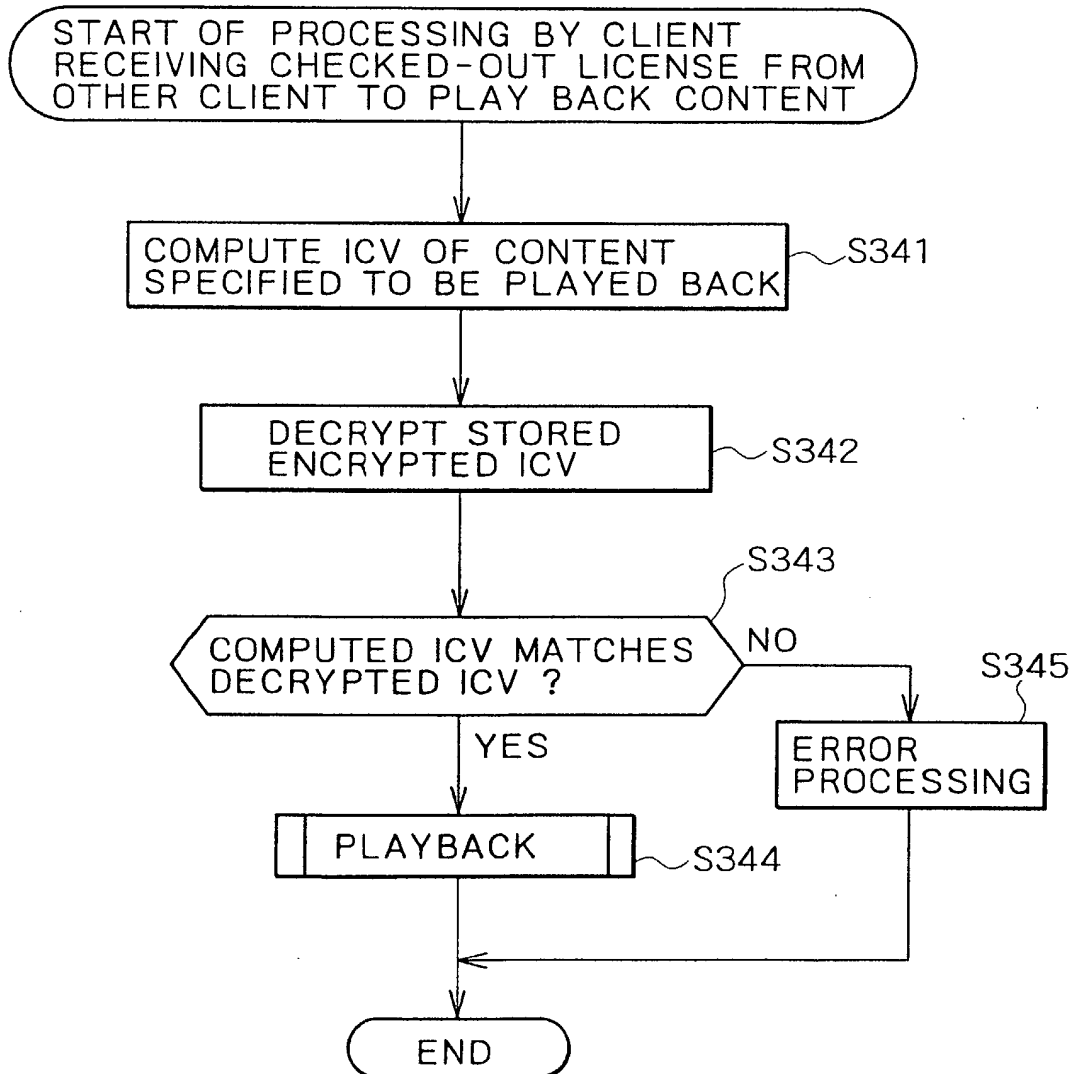 START OF PROCESSING BY CLIENT
RECEIVING CHECKED-OUT LICENSE FROM
OTHER CLIENT TO PLAY BACK CONTENT
COMPUTE ICV OF CONTENT
SPECIFIED TO BE PLAYED BACK
S341
DECRYPT STORED
ENCRYPTED ICV
S342
S343
COMPUTED ICV MATCHES
DECRYPTED ICV ?
NO
S345
YES
ERROR
PROCESSING
PLAYBACK
S344
END